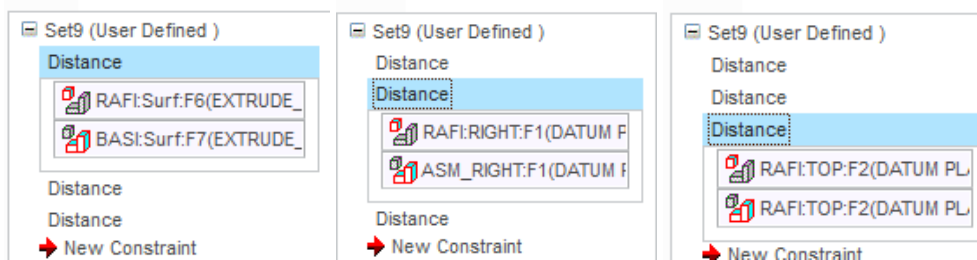 Set9 (User Defined )
Distance
RAFI:Surf:F6(EXTRUDE_
BASI:Surf:F7(EXTRUDE_
Distance
Distance
New Constraint
Set9 (User Defined )
Distance
Distance
RAFI:RIGHT:F1(DATUM P
ASM_RIGHT:F1(DATUM F
Distance
New Constraint
Set9 (User Defined )
Distance
Distance
Distance
RAFI:TOP:F2(DATUM PL
RAFI:TOP:F2(DATUM PL
New Constraint